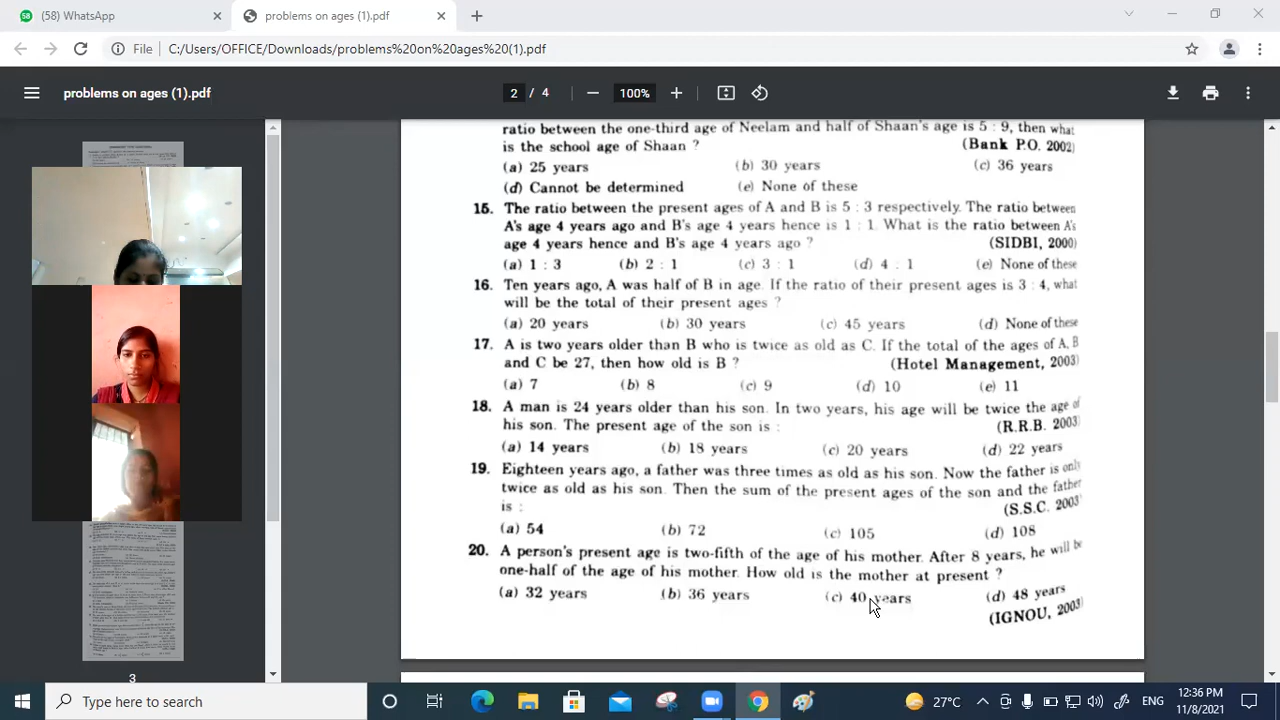 58 (58) WhatsApp
problems on ages (1).pdf
File C:/Users/OFFICE/Downloads/problems%20on%20ages%20(1).pdf
problems on ages (1).pdf
2 / 4
100%
ratio between the one-third age of Neelam and half of Shaan's age is 5 : 9, then what
is the school age of Shaan ? (Bank P.O. 2002)
(a) 25 years (b) 30 years (c) 36 years
(d) Cannot be determined (e) None of these
15. The ratio between the present ages of A and B is 5 : 3 respectively. The ratio between
A's age 4 years ago and B's age 4 years hence is 1 : 1. What is the ratio between A's
age 4 years hence and B's age 4 years ago ? (SIDBI, 2000)
(a) 1 : 3 (b) 2 : 1 (c) 3 : 1 (d) 4 : 1 (e) None of these
16. Ten years ago, A was half of B in age. If the ratio of their present ages is 3 : 4, what
will be the total of their present ages ?
(a) 20 years (b) 30 years (c) 45 years (d) None of these
17. A is two years older than B who is twice as old as C. If the total of the ages of A, B
and C be 27, then how old is B ? (Hotel Management, 2003)
(a) 7 (b) 8 (c) 9 (d) 10 (e) 11
18. A man is 24 years older than his son. In two years, his age will be twice the age of
his son. The present age of the son is : (R.R.B. 2003)
(a) 14 years (b) 18 years (c) 20 years (d) 22 years
19. Eighteen years ago, a father was three times as old as his son. Now the father is only
twice as old as his son. Then the sum of the present ages of the son and the father
is : (S.S.C. 2003)
(a) 54 (b) 72 (c) 105 (d) 108
20. A person's present age is two-fifth of the age of his mother. After 8 years, he will be
one-half of the age of his mother. How old is the mother at present ?
(a) 32 years (b) 36 years (c) 40 years (d) 48 years
(IGNOU, 2003)
3
Type here to search
27°C
ENG
12:36 PM
11/8/2021